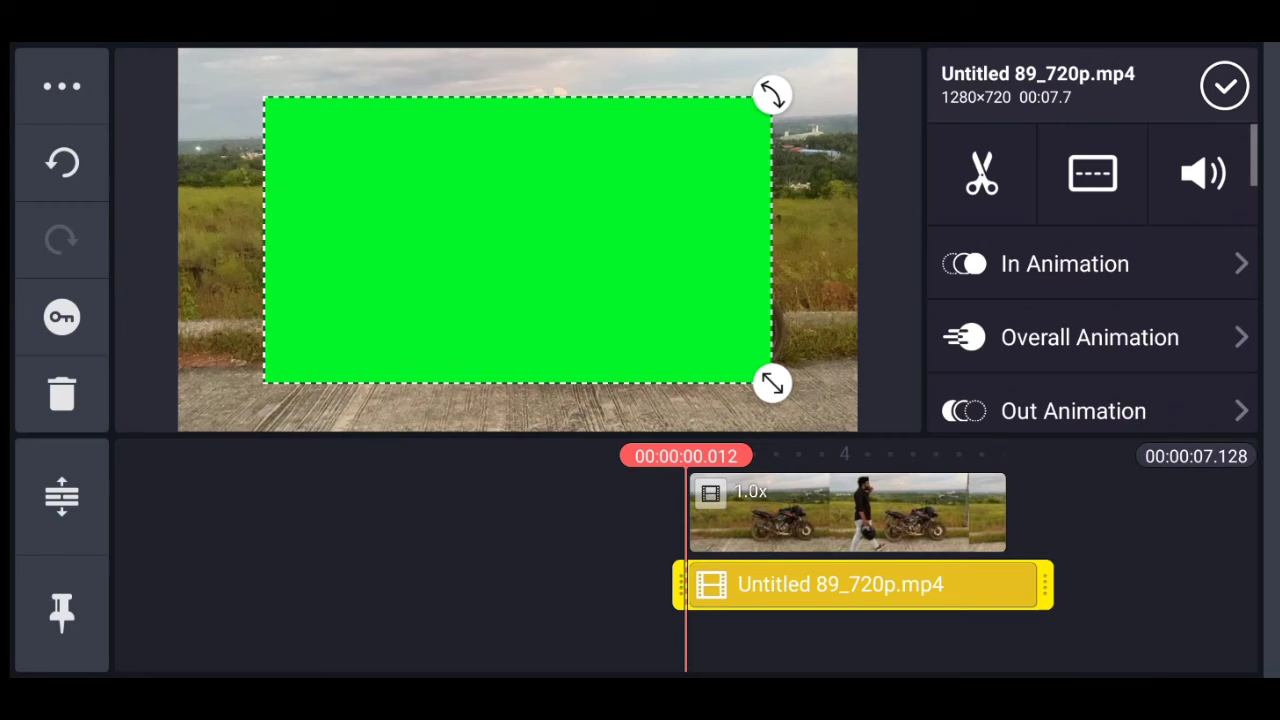 Untitled 89_720p.mp4
1280×720 00:07.7
In Animation
Overall Animation
Out Animation
00:00:00.012
4
00:00:07.128
1.0x
Untitled 89_720p.mp4